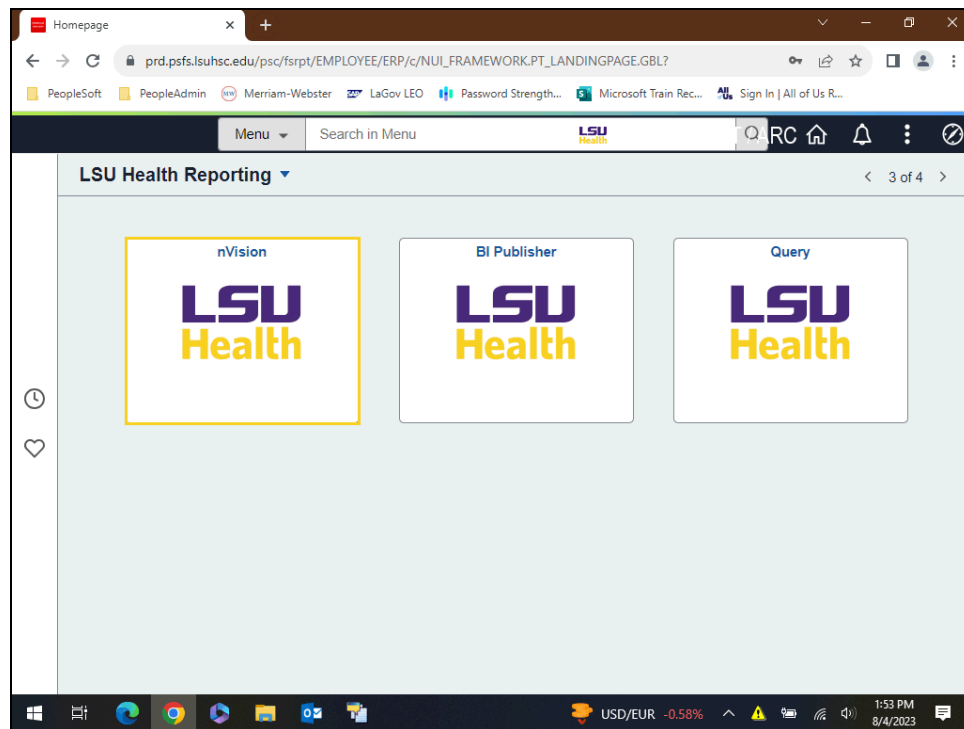 Homepage
prd.psfs.lsuhsc.edu/psc/fsrpt/EMPLOYEE/ERP/c/NUI_FRAMEWORK.PT_LANDINGPAGE.GBL?
PeopleSoft PeopleAdmin Merriam-Webster LaGov LEO Password Strength... Microsoft Train Rec... Sign In | All of Us R...
Menu Search in Menu LSU Health ARC
LSU Health Reporting 3 of 4
nVision BI Publisher Query
LSU LSU LSU
Health Health Health
USD/EUR -0.58% 1:53 PM
8/4/2023